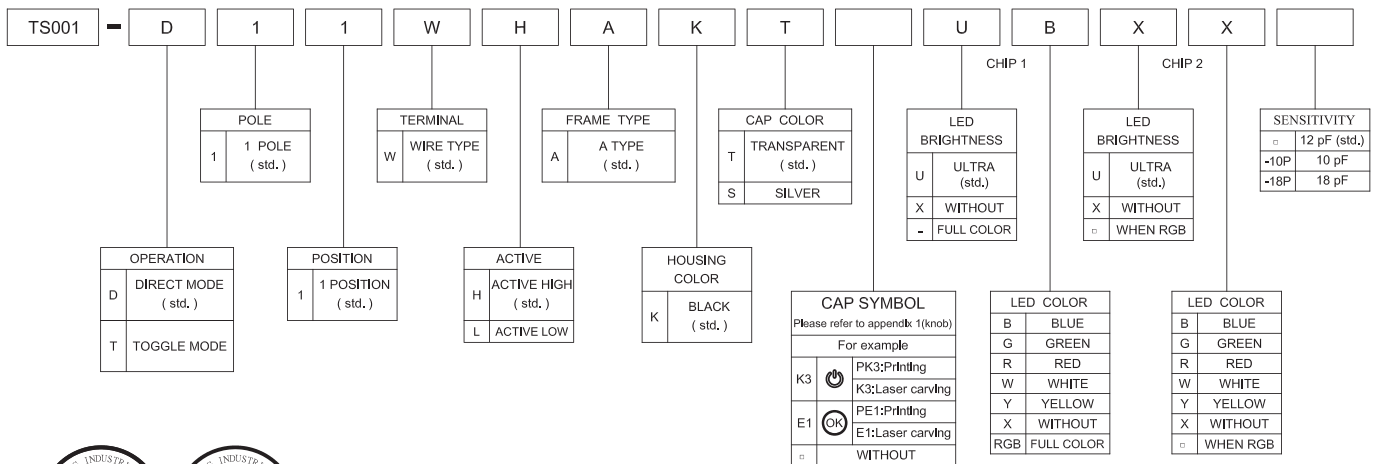 TS001 - D 1 1 W H A K T U B X X
CHIP 1 CHIP 2
POLE
1 1 POLE
( std. )
TERMINAL
W WIRE TYPE
( std. )
FRAME TYPE
A A TYPE
( std. )
CAP COLOR
T TRANSPARENT
( std. )
S SILVER
LED
BRIGHTNESS
U ULTRA
(std.)
X WITHOUT
- FULL COLOR
LED
BRIGHTNESS
U ULTRA
(std.)
X WITHOUT
□ WHEN RGB
SENSITIVITY
□ 12 pF (std.)
-10P 10 pF
-18P 18 pF
OPERATION
D DIRECT MODE
( std. )
T TOGGLE MODE
POSITION
1 1 POSITION
( std. )
ACTIVE
H ACTIVE HIGH
( std. )
L ACTIVE LOW
HOUSING
COLOR
K BLACK
( std. )
CAP SYMBOL
Please refer to appendix 1(knob)
For example
K3 PK3:Printing
K3:Laser carving
E1 OK PE1:Printing
E1:Laser carving
□ WITHOUT
LED COLOR
B BLUE
G GREEN
R RED
W WHITE
Y YELLOW
X WITHOUT
RGB FULL COLOR
LED COLOR
B BLUE
G GREEN
R RED
W WHITE
Y YELLOW
X WITHOUT
□ WHEN RGB